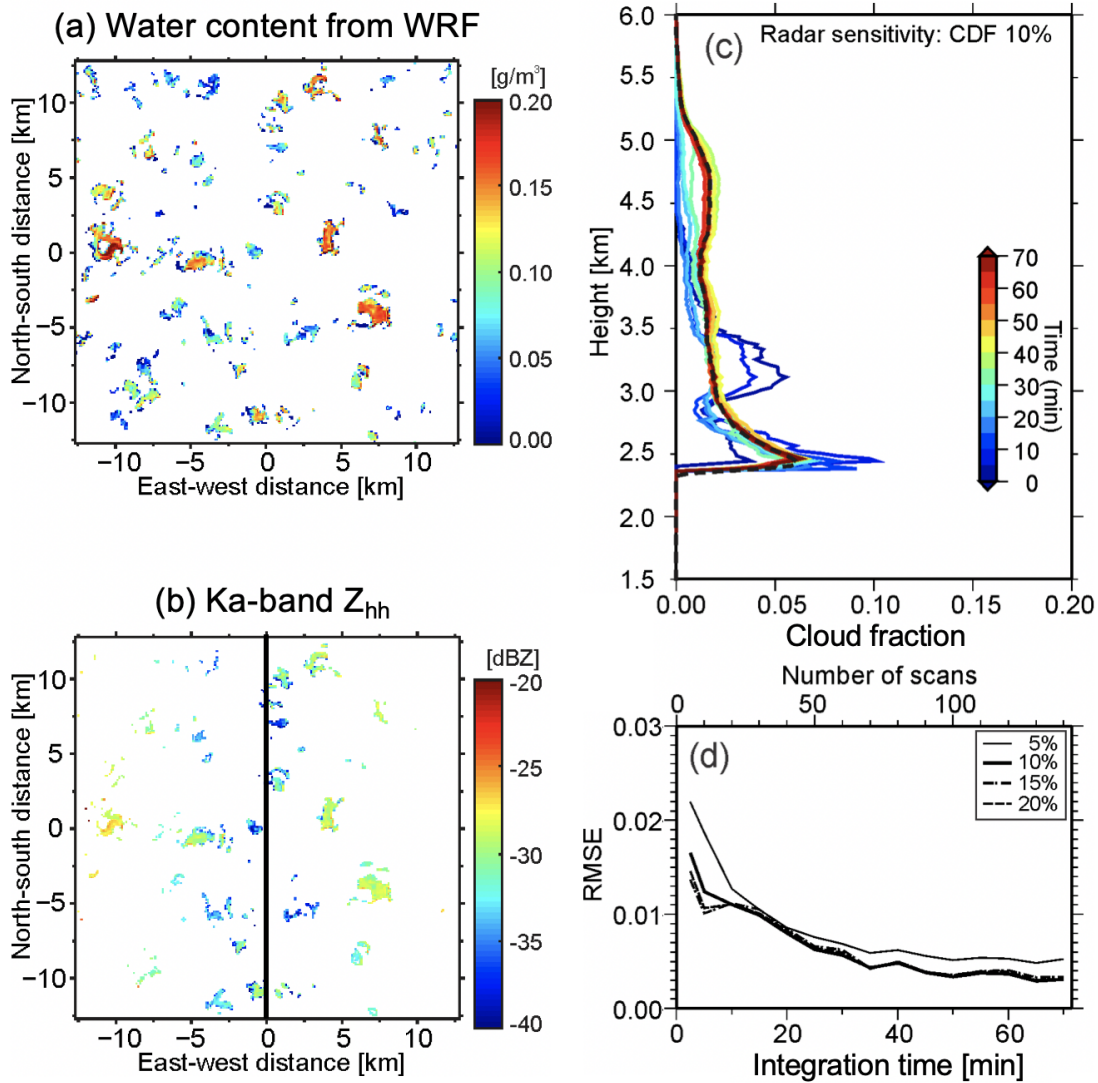 (a) Water content from WRF
[g/m³]
0.20
0.15
0.10
0.05
0.00
North-south distance [km]
10
5
0
−5
−10
−10 −5 0 5 10
East-west distance [km]
(b) Ka-band Zhh
[dBZ]
-20
-25
-30
-35
-40
North-south distance [km]
10
5
0
−5
−10
−10 −5 0 5 10
East-west distance [km]
(c)
Radar sensitivity: CDF 10%
Height [km]
6.0
5.5
5.0
4.5
4.0
3.5
3.0
2.5
2.0
1.5
0.00 0.05 0.10 0.15 0.20
Cloud fraction
70
60
50
40
30
20
10
0
Time (min)
Number of scans
0 50 100
(d)
5%
10%
15%
20%
RMSE
0.03
0.02
0.01
0.00
0 20 40 60
Integration time [min]